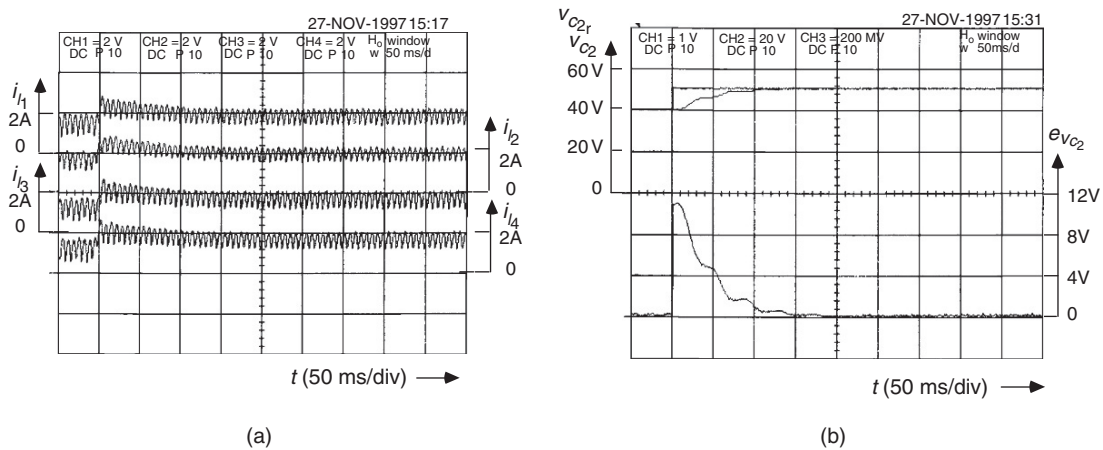 27-NOV-1997 15:17
CH1 = 2 V CH2 = 2 V CH3 = 2 V CH4 = 2 V H₀ window
DC P 10 DC P 10 DC P 10 DC P 10 w 50 ms/d
i_l1
2A
0
i_l3
2A
0
i_l2
2A
0
i_l4
2A
0
t (50 ms/div)
(a)
27-NOV-1997 15:31
CH1 = 1 V CH2 = 20 V CH3 = 200 MV H₀ window
DC P 10 DC P 10 DC P 10 w 50ms/d
v_c2r
v_c2
60 V
40 V
20 V
0
e_vc2
12V
8V
4V
0
t (50 ms/div)
(b)